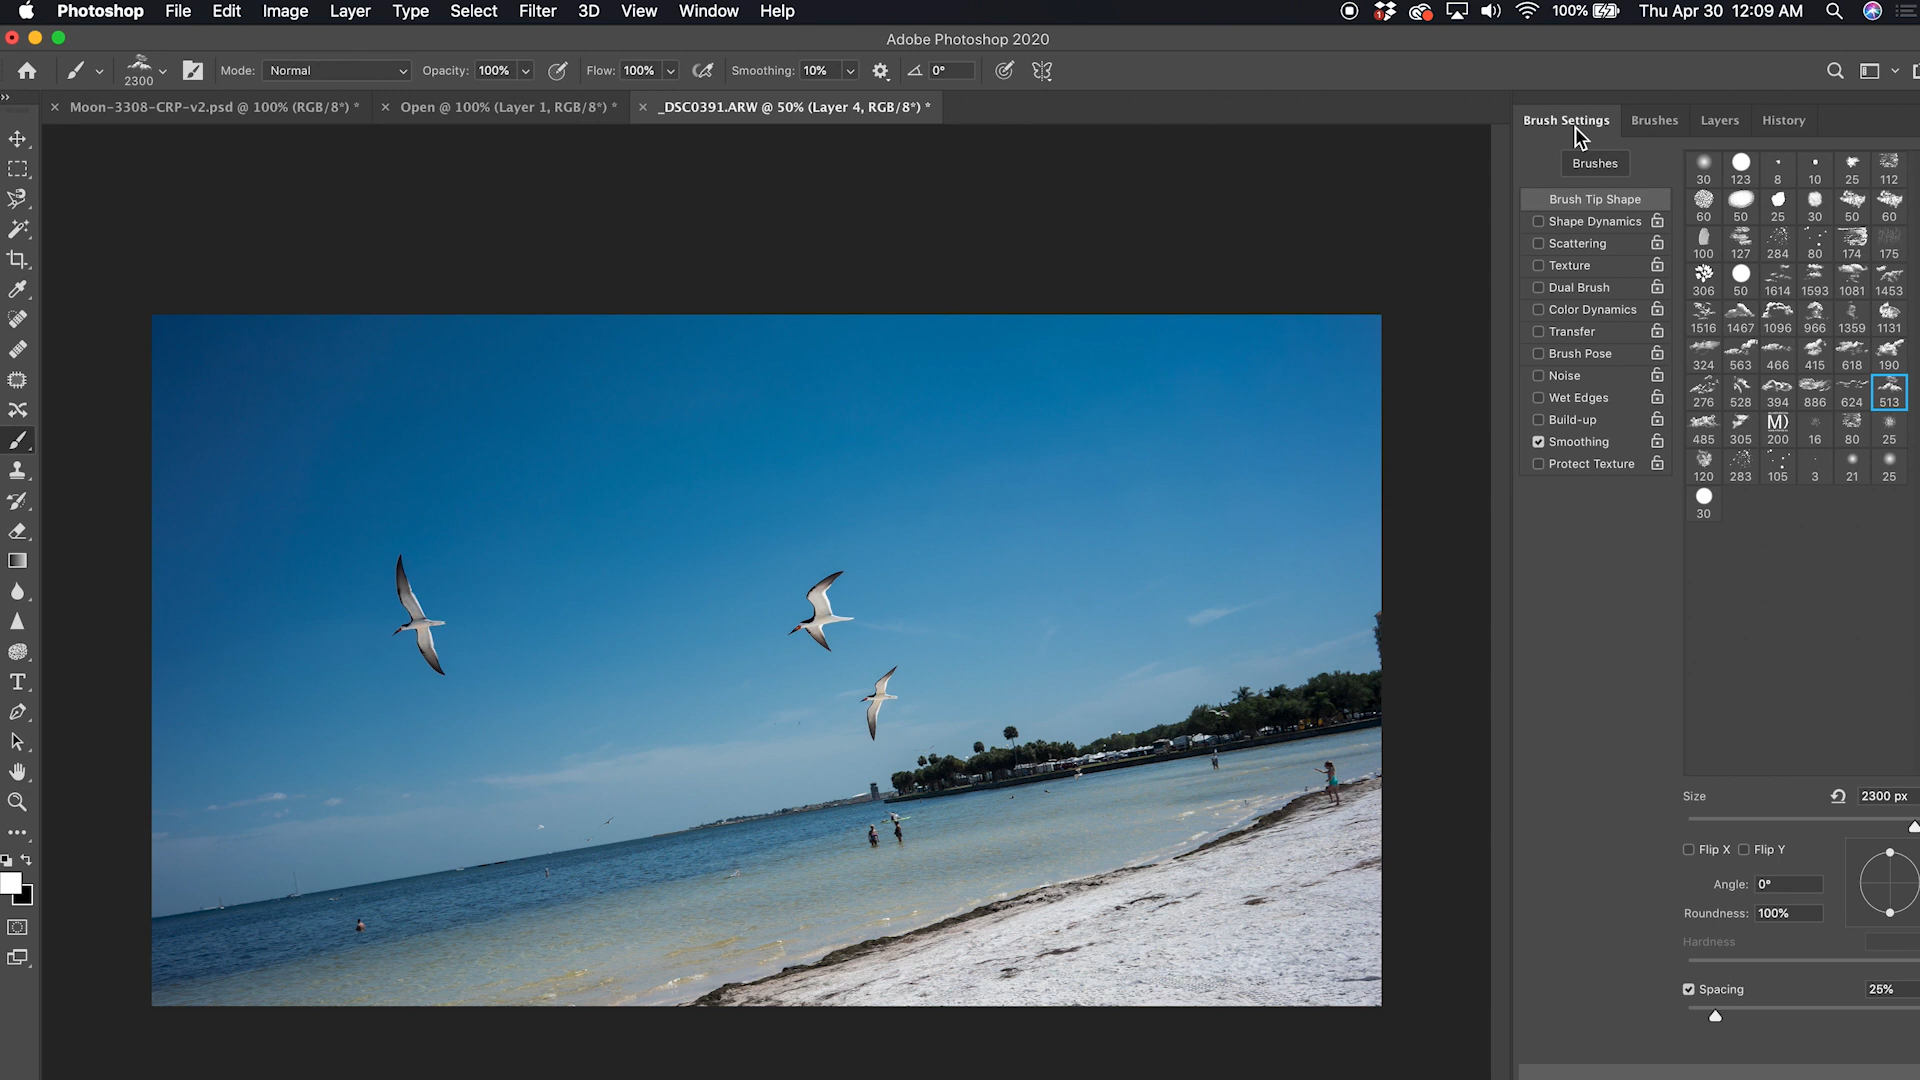 Photoshop File Edit Image Layer Type Select Filter 3D View Window Help 100% Thu Apr 30 12:09 AM
Adobe Photoshop 2020
2300 Mode: Normal Opacity: 100% Flow: 100% Smoothing: 10% 0°
Moon-3308-CRP-v2.psd @ 100% (RGB/8*) * Open @ 100% (Layer 1, RGB/8*) * _DSC0391.ARW @ 50% (Layer 4, RGB/8*) *
Brush Settings Brushes Layers History
Brushes
Brush Tip Shape
Shape Dynamics
Scattering
Texture
Dual Brush
Color Dynamics
Transfer
Brush Pose
Noise
Wet Edges
Build-up
Smoothing
Protect Texture
30 123 8 10 25 112
60 50 25 30 50 60
100 127 284 80 174 175
306 50 1614 1593 1081 1453
1516 1467 1096 966 1359 1131
324 563 466 415 618 190
276 528 394 886 624 513
M)
485 305 200 16 80 25
120 283 105 3 21 25
30
Size 2300 px
Flip X Flip Y
Angle: 0°
Roundness: 100%
Hardness
Spacing 25%
T